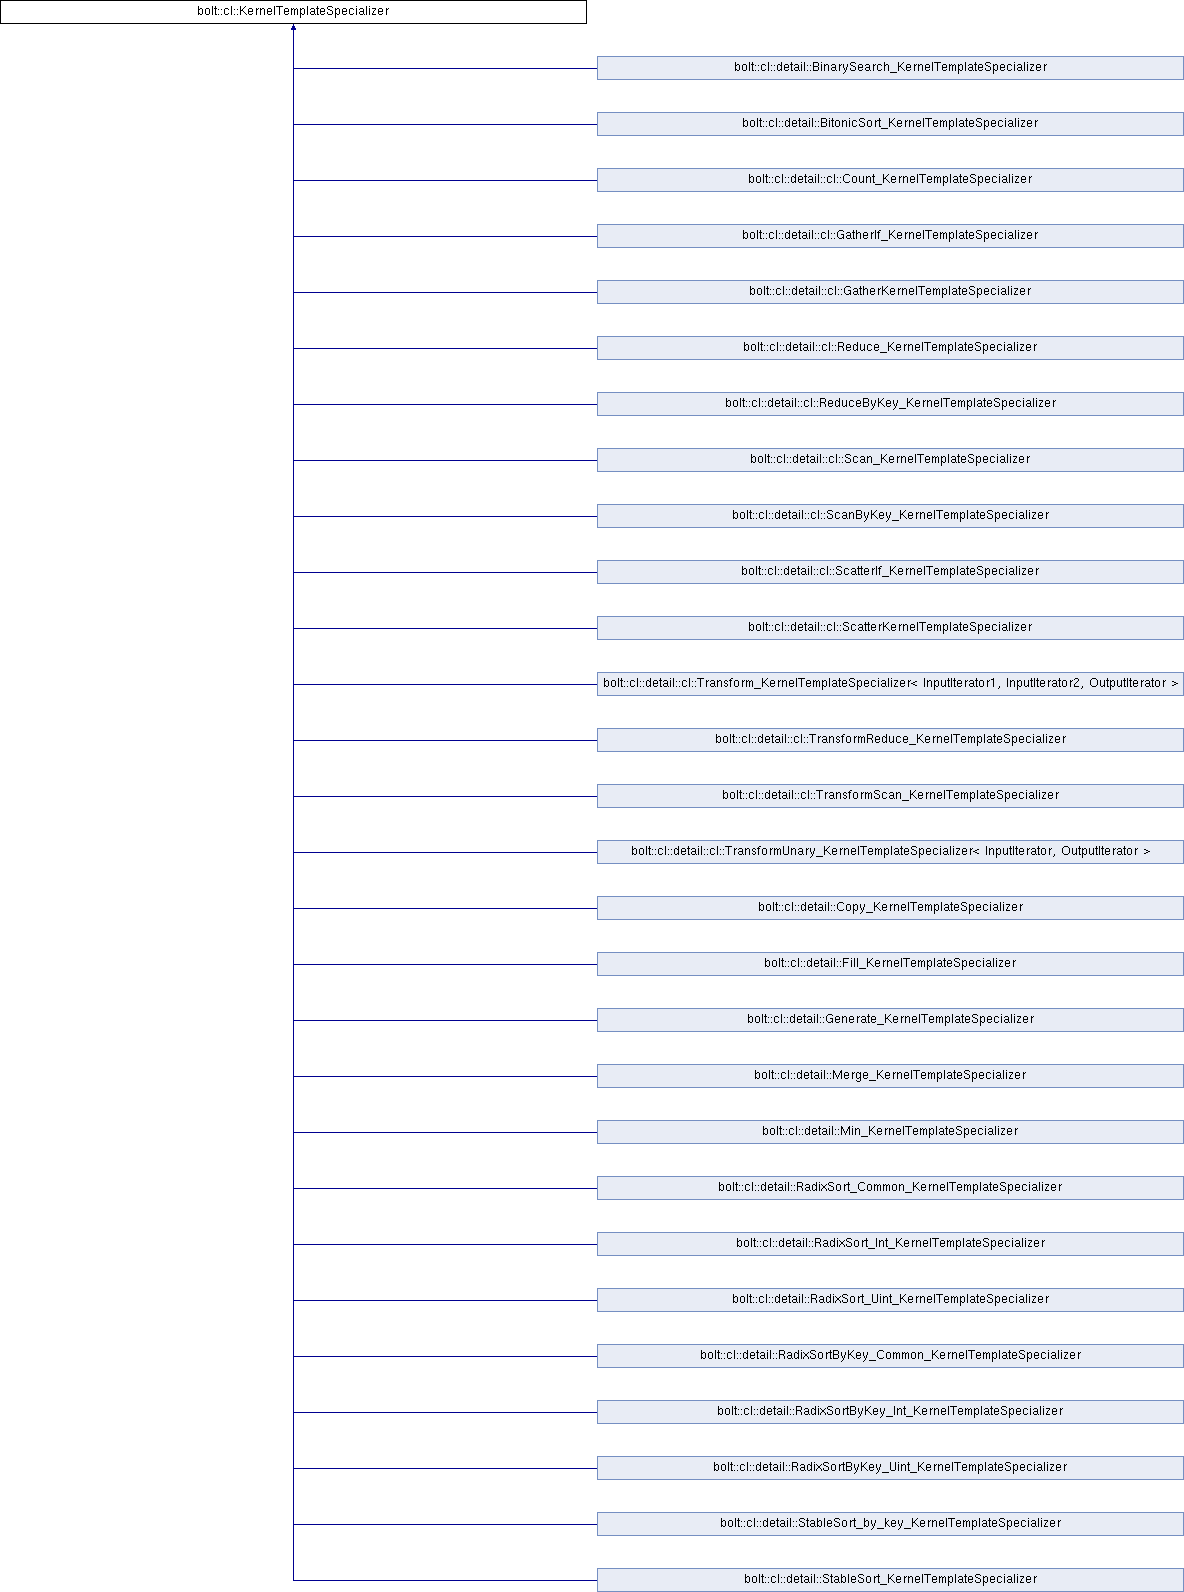 bolt::cl::KernelTemplateSpecializer
bolt::cl::detail::BinarySearch_KernelTemplateSpecializer
bolt::cl::detail::BitonicSort_KernelTemplateSpecializer
bolt::cl::detail::cl::Count_KernelTemplateSpecializer
bolt::cl::detail::cl::GatherIf_KernelTemplateSpecializer
bolt::cl::detail::cl::GatherKernelTemplateSpecializer
bolt::cl::detail::cl::Reduce_KernelTemplateSpecializer
bolt::cl::detail::cl::ReduceByKey_KernelTemplateSpecializer
bolt::cl::detail::cl::Scan_KernelTemplateSpecializer
bolt::cl::detail::cl::ScanByKey_KernelTemplateSpecializer
bolt::cl::detail::cl::ScatterIf_KernelTemplateSpecializer
bolt::cl::detail::cl::ScatterKernelTemplateSpecializer
bolt::cl::detail::cl::Transform_KernelTemplateSpecializer< InputIterator1, InputIterator2, OutputIterator >
bolt::cl::detail::cl::TransformReduce_KernelTemplateSpecializer
bolt::cl::detail::cl::TransformScan_KernelTemplateSpecializer
bolt::cl::detail::cl::TransformUnary_KernelTemplateSpecializer< InputIterator, OutputIterator >
bolt::cl::detail::Copy_KernelTemplateSpecializer
bolt::cl::detail::Fill_KernelTemplateSpecializer
bolt::cl::detail::Generate_KernelTemplateSpecializer
bolt::cl::detail::Merge_KernelTemplateSpecializer
bolt::cl::detail::Min_KernelTemplateSpecializer
bolt::cl::detail::RadixSort_Common_KernelTemplateSpecializer
bolt::cl::detail::RadixSort_Int_KernelTemplateSpecializer
bolt::cl::detail::RadixSort_Uint_KernelTemplateSpecializer
bolt::cl::detail::RadixSortByKey_Common_KernelTemplateSpecializer
bolt::cl::detail::RadixSortByKey_Int_KernelTemplateSpecializer
bolt::cl::detail::RadixSortByKey_Uint_KernelTemplateSpecializer
bolt::cl::detail::StableSort_by_key_KernelTemplateSpecializer
bolt::cl::detail::StableSort_KernelTemplateSpecializer